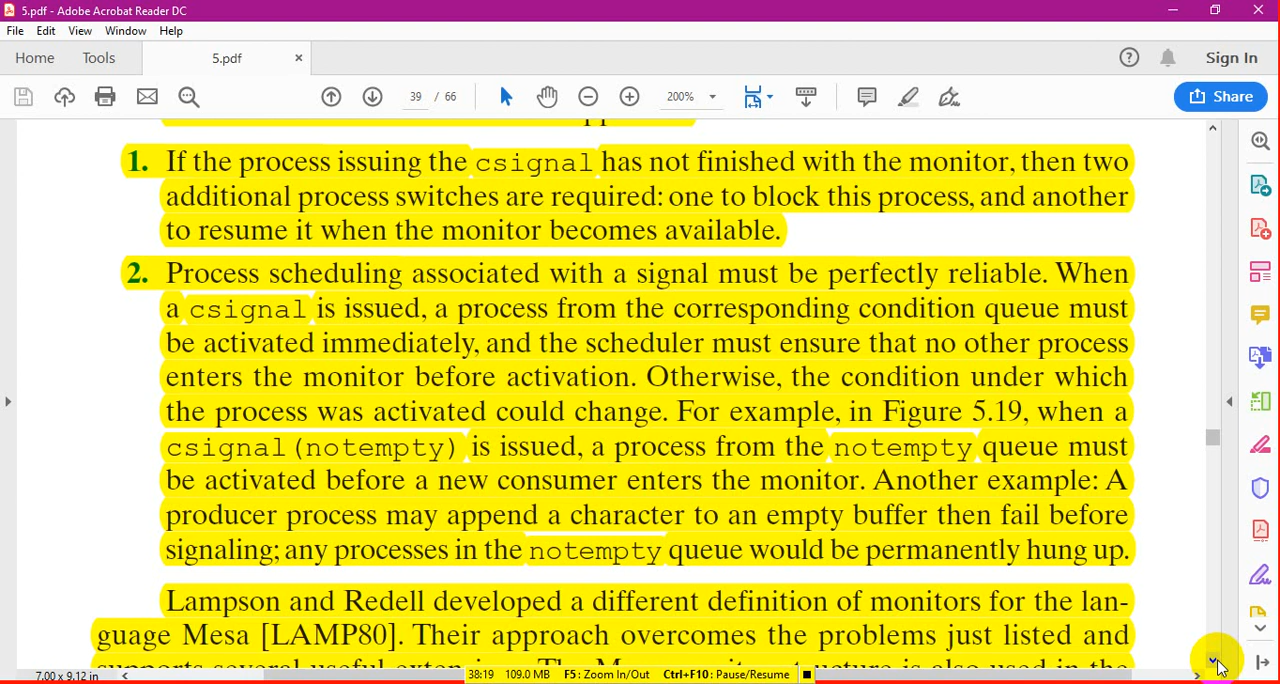 5.pdf - Adobe Acrobat Reader DC
File Edit View Window Help
Home Tools 5.pdf × Sign In
39 / 66 200% Share
1. If the process issuing the csignal has not finished with the monitor, then two
additional process switches are required: one to block this process, and another
to resume it when the monitor becomes available.
2. Process scheduling associated with a signal must be perfectly reliable. When
a csignal is issued, a process from the corresponding condition queue must
be activated immediately, and the scheduler must ensure that no other process
enters the monitor before activation. Otherwise, the condition under which
the process was activated could change. For example, in Figure 5.19, when a
csignal(notempty) is issued, a process from the notempty queue must
be activated before a new consumer enters the monitor. Another example: A
producer process may append a character to an empty buffer then fail before
signaling; any processes in the notempty queue would be permanently hung up.
Lampson and Redell developed a different definition of monitors for the lan-
guage Mesa [LAMP80]. Their approach overcomes the problems just listed and
7.00 x 9.12 in 38:19 109.0 MB F5: Zoom In/Out Ctrl+F10: Pause/Resume